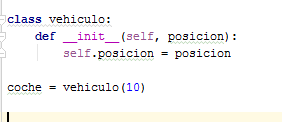 class vehiculo:
    def __init__(self, posicion):
        self.posicion = posicion
coche = vehiculo(10)